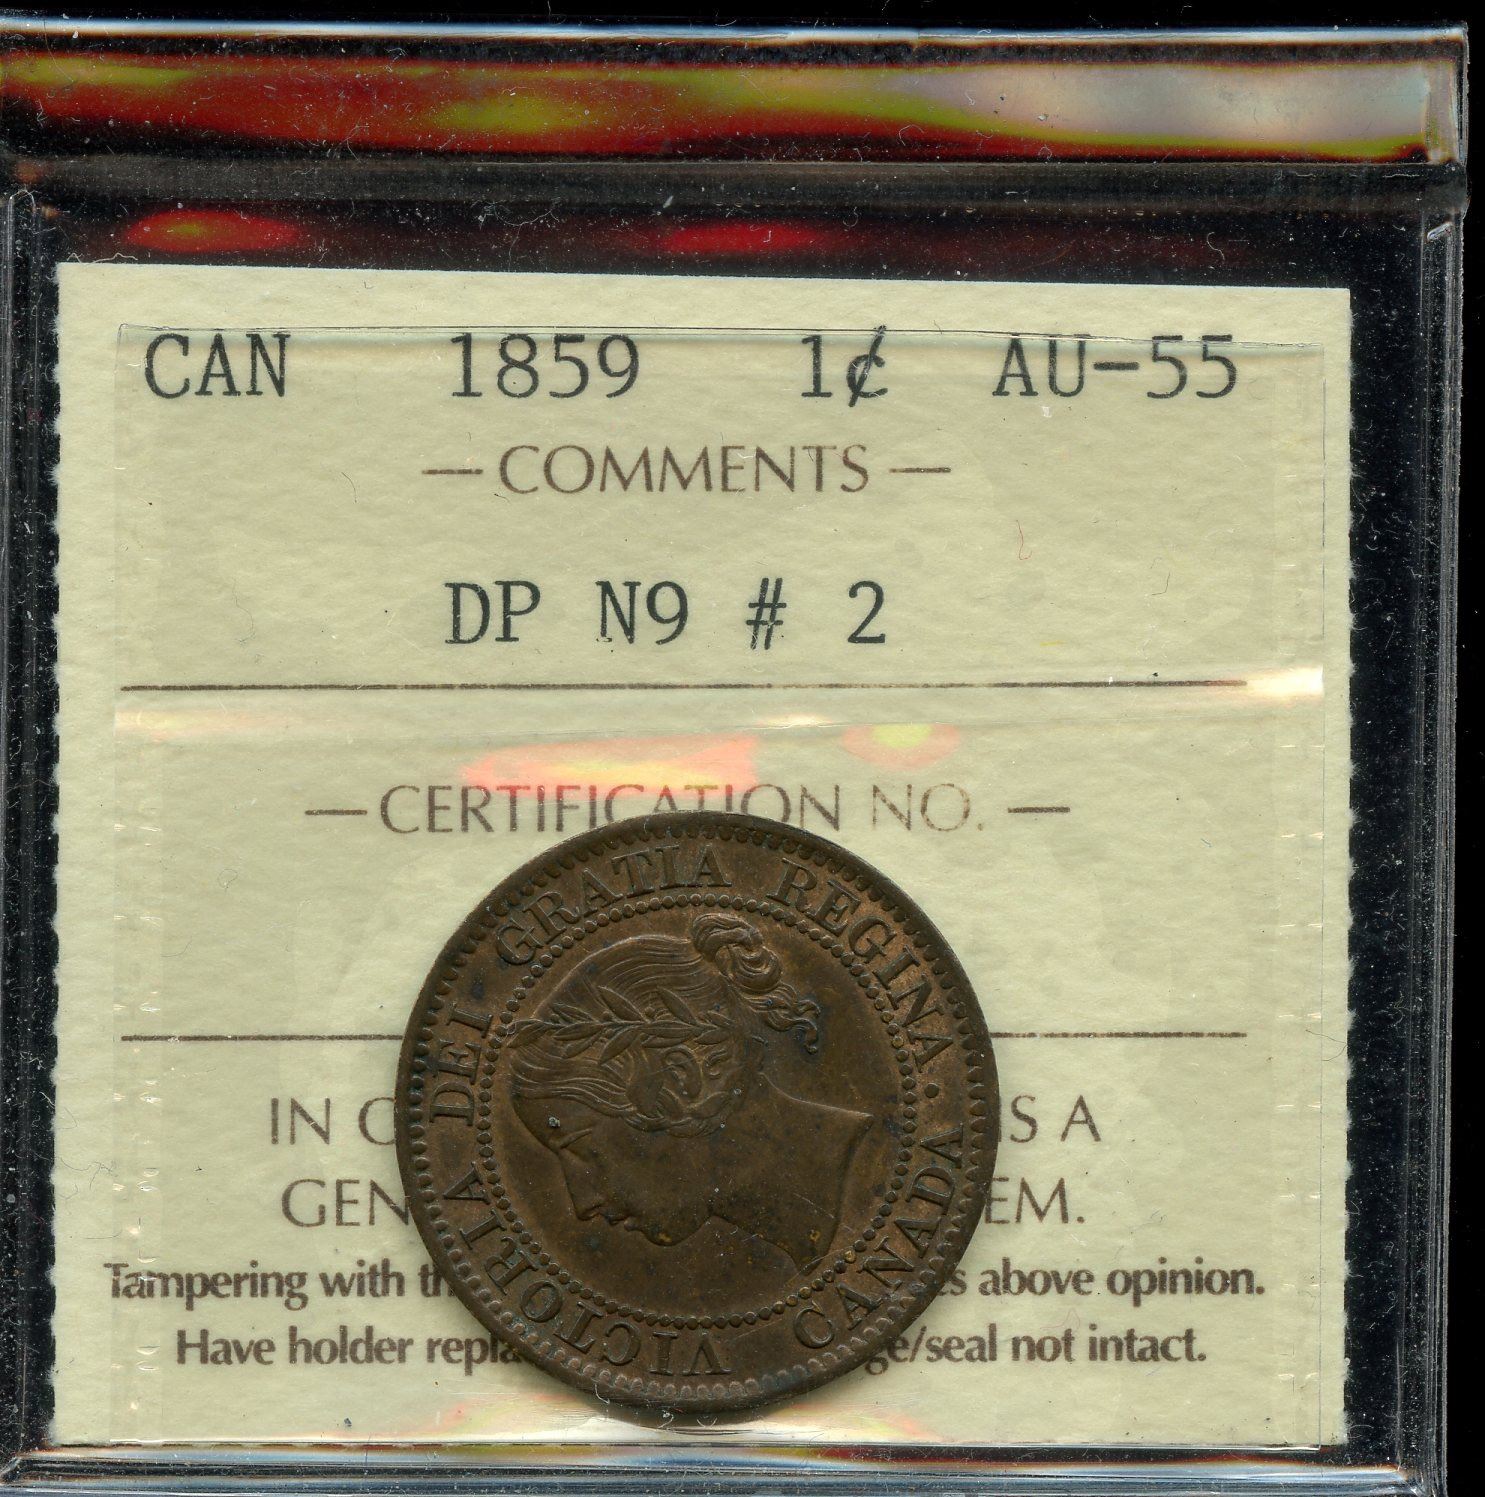 CAN 1859 1¢ AU-55
— COMMENTS —
DP N9 # 2
— CERTIFICATION NO. —
IN O S A
GEN EM.
Tampering with th s above opinion.
Have holder repla ge/seal not intact.
VICTORIA DEI GRATIA REGINA. CANADA